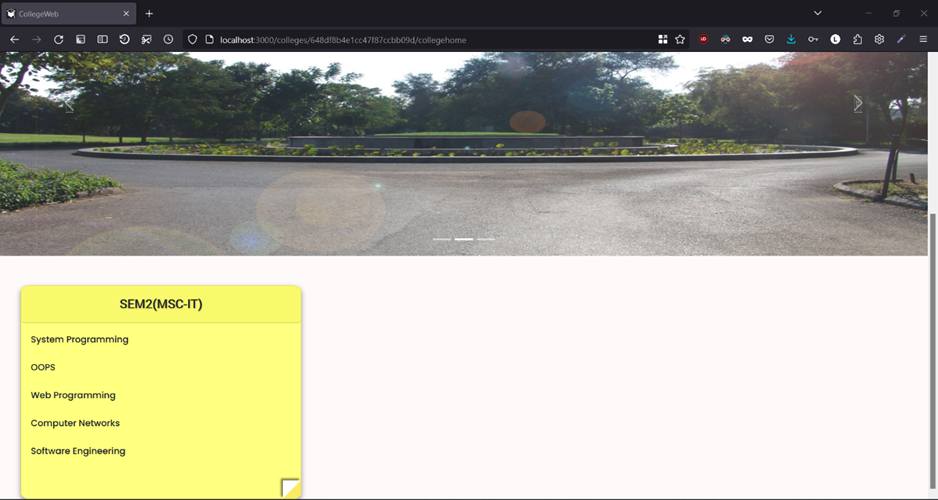 CollegeWeb
localhost:3000/colleges/648df8b4e1cc47f87ccbb09d/collegehome
SEM2(MSC-IT)
System Programming
OOPS
Web Programming
Computer Networks
Software Engineering